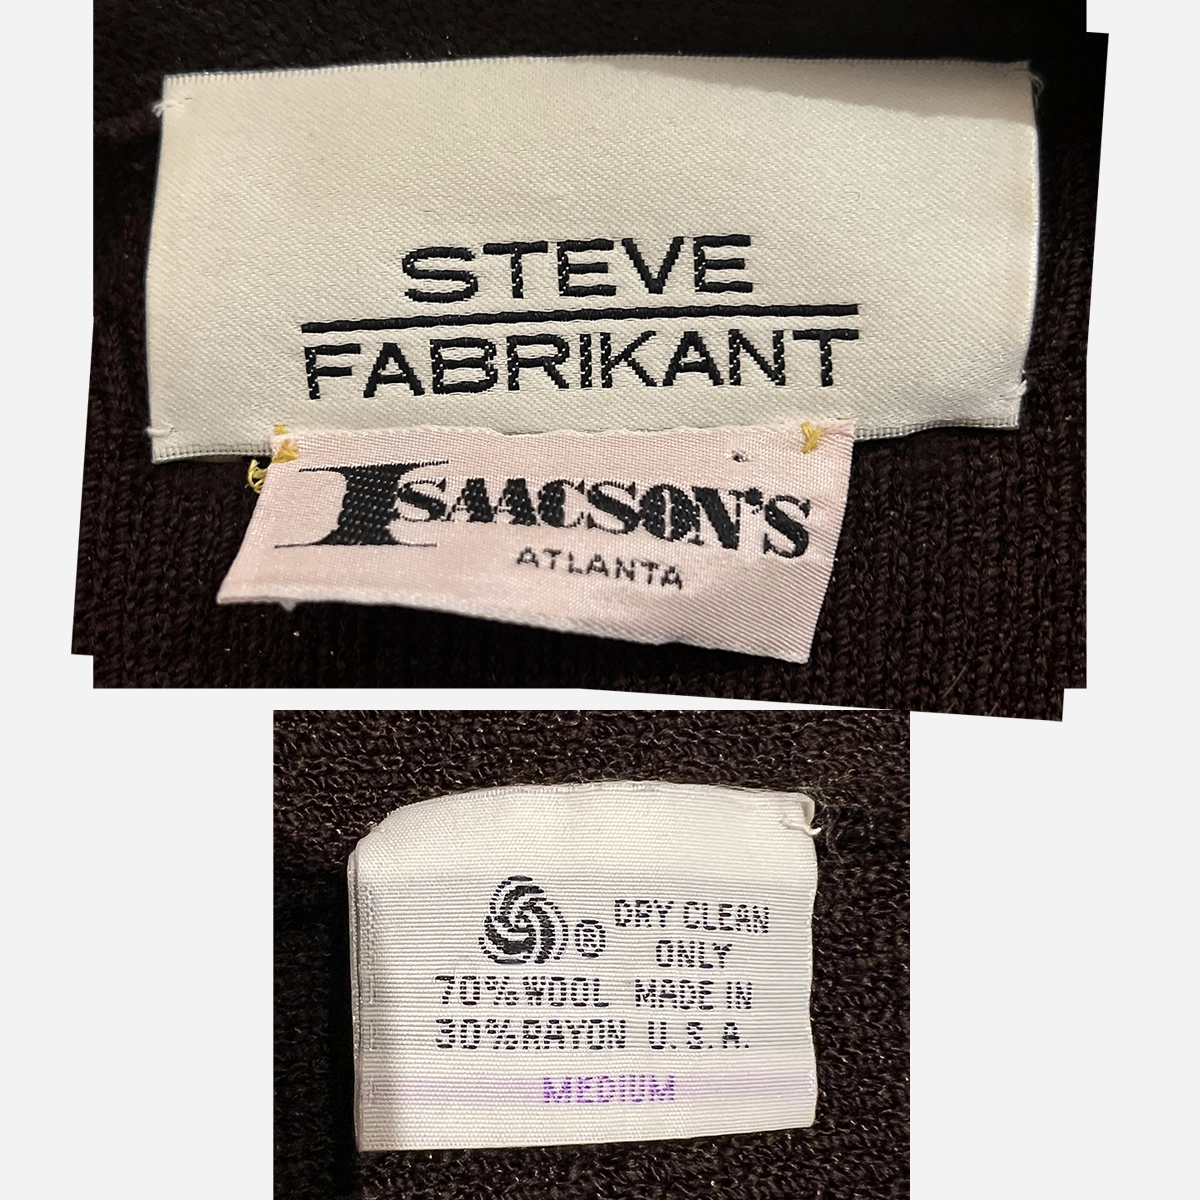 STEVE
FABRIKANT
ISAACSON'S
ATLANTA
® DRY CLEAN
ONLY
70% WOOL MADE IN
30% RAYON U.S.A.
MEDIUM